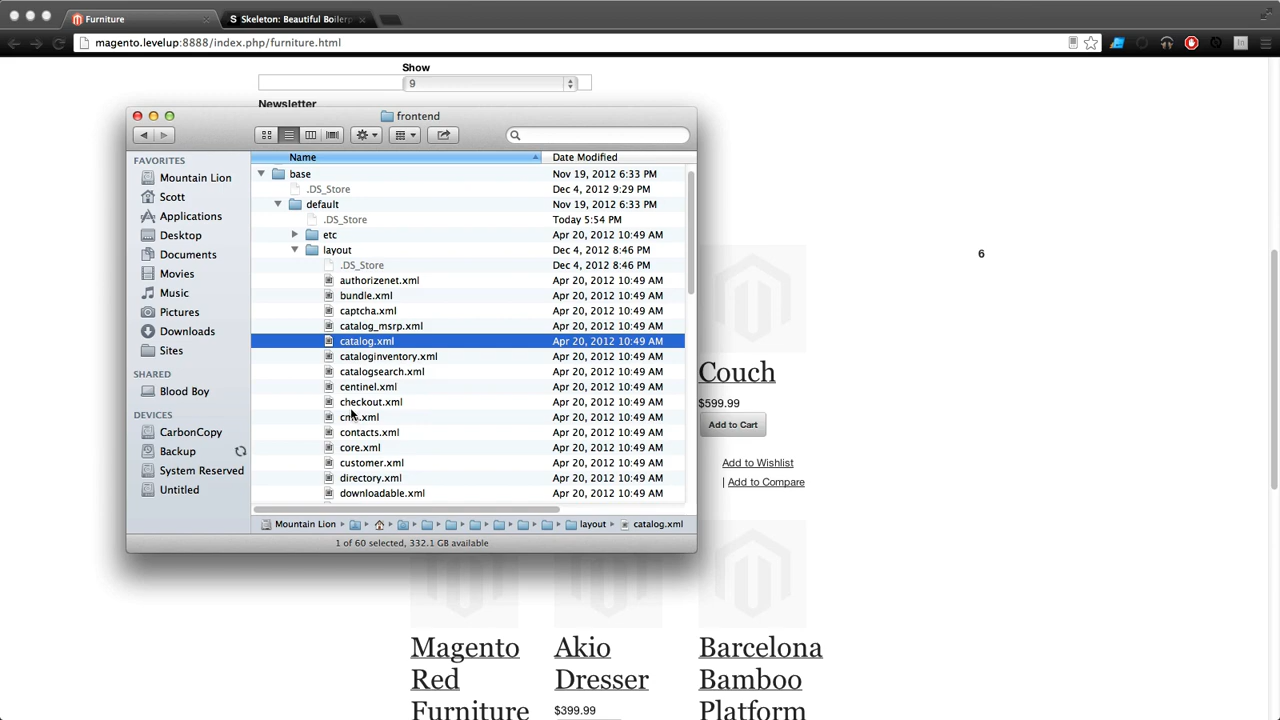 Furniture
Skeleton: Beautiful Boilerp
magento.levelup:8888/index.php/furniture.html
Show
9
Newsletter
frontend
Name
Date Modified
FAVORITES
Mountain Lion
Scott
Applications
Desktop
Documents
Movies
Music
Pictures
Downloads
Sites
SHARED
Blood Boy
DEVICES
CarbonCopy
Backup
System Reserved
Untitled
base Nov 19, 2012 6:33 PM
.DS_Store Dec 4, 2012 9:29 PM
default Nov 19, 2012 6:33 PM
.DS_Store Today 5:54 PM
etc Apr 20, 2012 10:49 AM
layout Dec 4, 2012 8:46 PM
.DS_Store Dec 4, 2012 8:46 PM
authorizenet.xml Apr 20, 2012 10:49 AM
bundle.xml Apr 20, 2012 10:49 AM
captcha.xml Apr 20, 2012 10:49 AM
catalog_msrp.xml Apr 20, 2012 10:49 AM
catalog.xml Apr 20, 2012 10:49 AM
cataloginventory.xml Apr 20, 2012 10:49 AM
catalogsearch.xml Apr 20, 2012 10:49 AM
centinel.xml Apr 20, 2012 10:49 AM
checkout.xml Apr 20, 2012 10:49 AM
cms.xml Apr 20, 2012 10:49 AM
contacts.xml Apr 20, 2012 10:49 AM
core.xml Apr 20, 2012 10:49 AM
customer.xml Apr 20, 2012 10:49 AM
directory.xml Apr 20, 2012 10:49 AM
downloadable.xml Apr 20, 2012 10:49 AM
Mountain Lion layout catalog.xml
1 of 60 selected, 332.1 GB available
6
Couch
$599.99
Add to Cart
Add to Wishlist
| Add to Compare
Magento
Red
Furniture
Akio
Dresser
$399.99
Barcelona
Bamboo
Platform